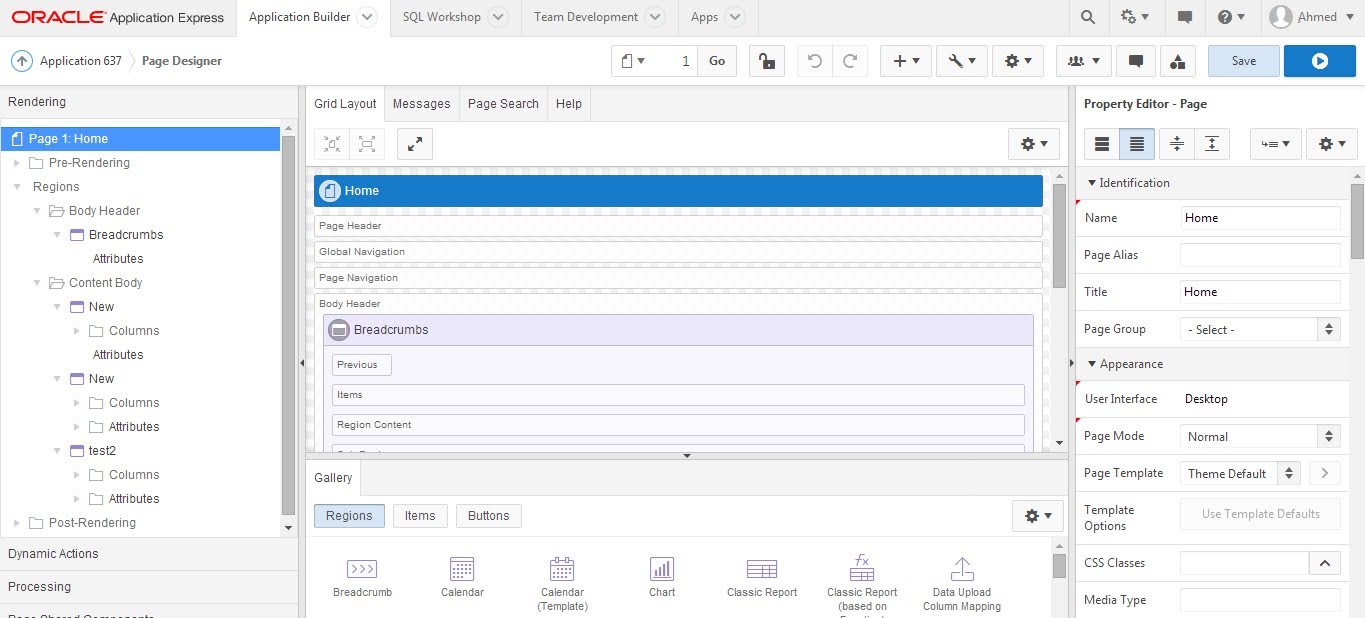 ORACLE Application Express Application Builder SQL Workshop Team Development Apps Ahmed
Application 637 Page Designer 1 Go Save
Rendering
Page 1: Home
Pre-Rendering
Regions
Body Header
Breadcrumbs
Attributes
Content Body
New
Columns
Attributes
New
Columns
Attributes
test2
Columns
Attributes
Post-Rendering
Dynamic Actions
Processing
Page Shared Components
Grid Layout Messages Page Search Help
Home
Page Header
Global Navigation
Page Navigation
Body Header
Breadcrumbs
Previous
Items
Region Content
Gallery
Regions Items Buttons
Breadcrumb
Calendar
Calendar
(Template)
Chart
Classic Report
Classic Report
(based on
Data Upload
Column Mapping
Property Editor - Page
Identification
Name Home
Page Alias
Title Home
Page Group - Select -
Appearance
User Interface Desktop
Page Mode Normal
Page Template Theme Default
Template
Options Use Template Defaults
CSS Classes
Media Type